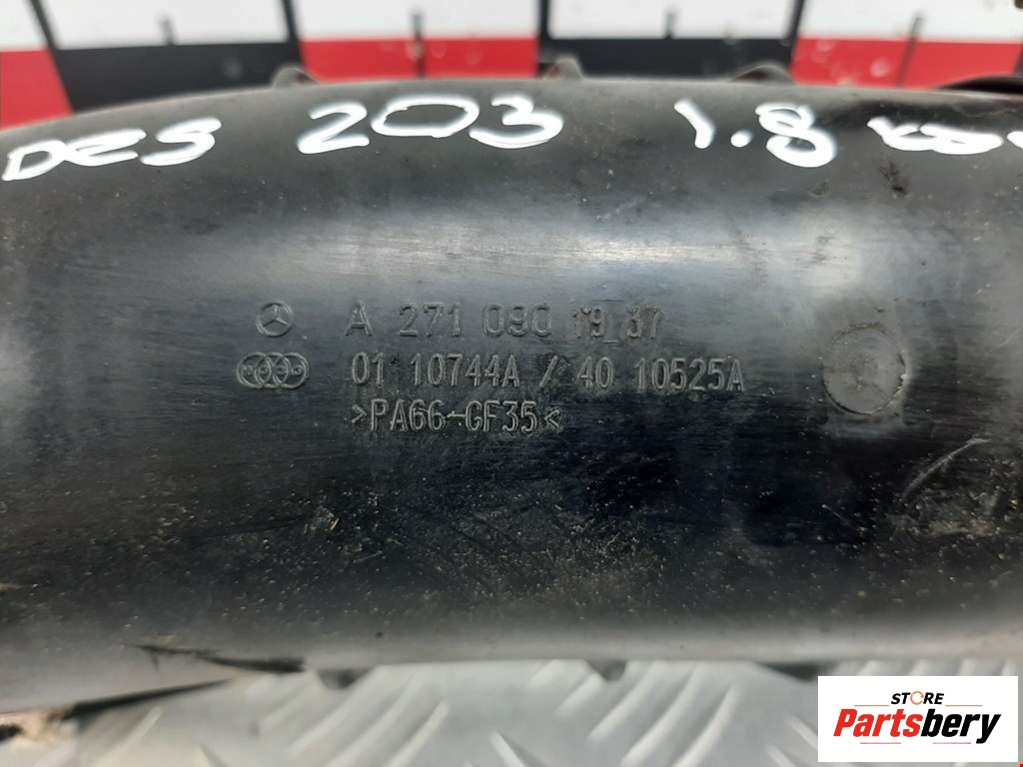 DES 203 1.8
A 271 090 19 37
01 10744A / 40 10525A
>PA66-GF35<
STORE
Partsbery